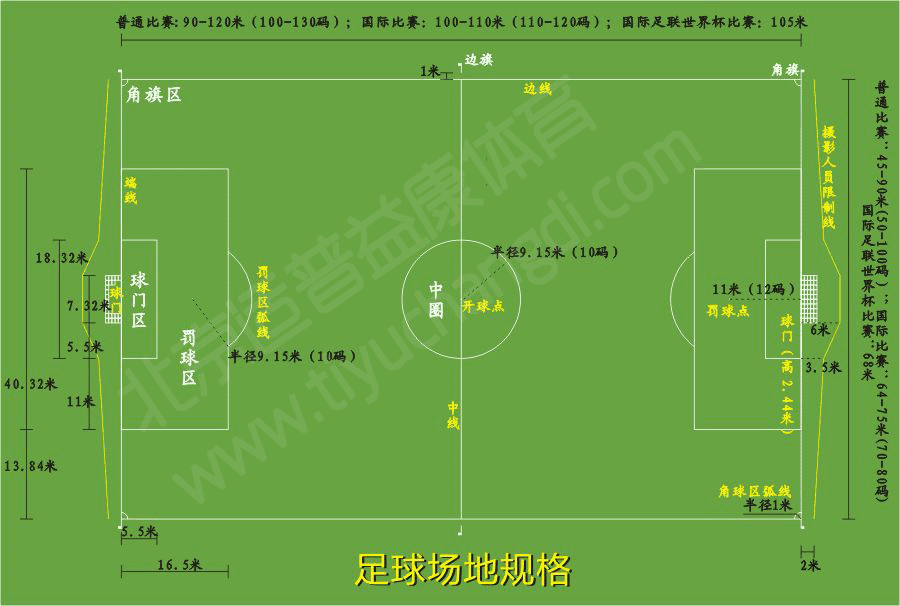 普通比赛:90-120米（100-130码）；国际比赛：100-110米（110-120码）；国际足联世界杯比赛：105米
边旗
1米
角旗
角旗区
边线
摄影人员限制线
普通比赛：45-90米(50-100码）；国际比赛：64-75米(70-80码)
国际足联世界杯比赛：68米
端线
18.32米
半径9.15米（10码）
罚球区弧线
球门区
球门
中圈
11米（12码）
7.32米
开球点
罚球点
球门（高2.44米）
6米
罚球区
5.5米
半径9.15米（10码）
3.5米
40.32米
11米
中线
13.84米
角球区弧线
半径1米
5.5米
16.5米
足球场地规格
2米
www.tiyuchangdi.com